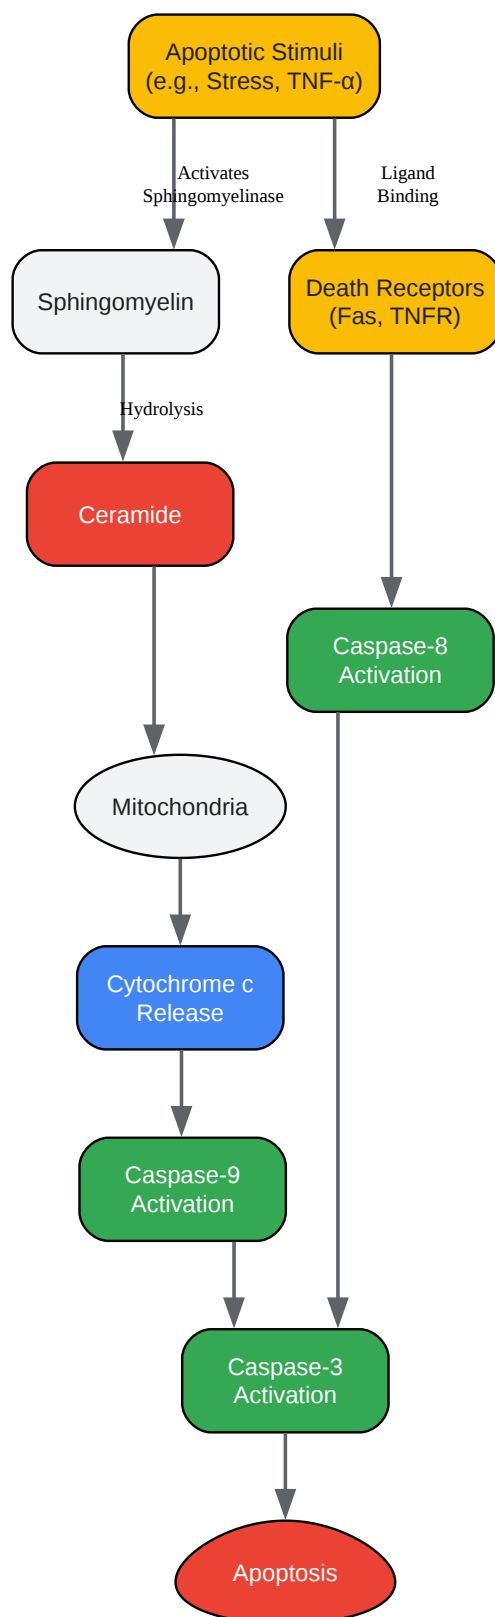 Apoptotic Stimuli
(e.g., Stress, TNF-α)
Activates
Sphingomyelinase
Ligand
Binding
Sphingomyelin
Death Receptors
(Fas, TNFR)
Hydrolysis
Ceramide
Caspase-8
Activation
Mitochondria
Cytochrome c
Release
Caspase-9
Activation
Caspase-3
Activation
Apoptosis